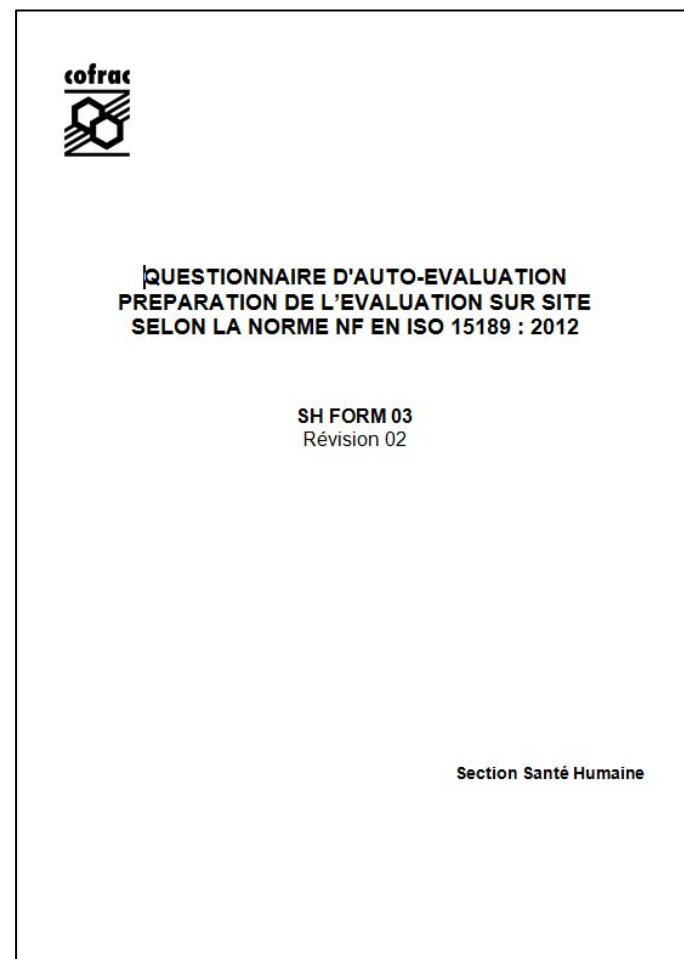 cofrac
QUESTIONNAIRE D'AUTO-EVALUATION
PREPARATION DE L’EVALUATION SUR SITE
SELON LA NORME NF EN ISO 15189 : 2012
SH FORM 03
Révision 02
Section Santé Humaine